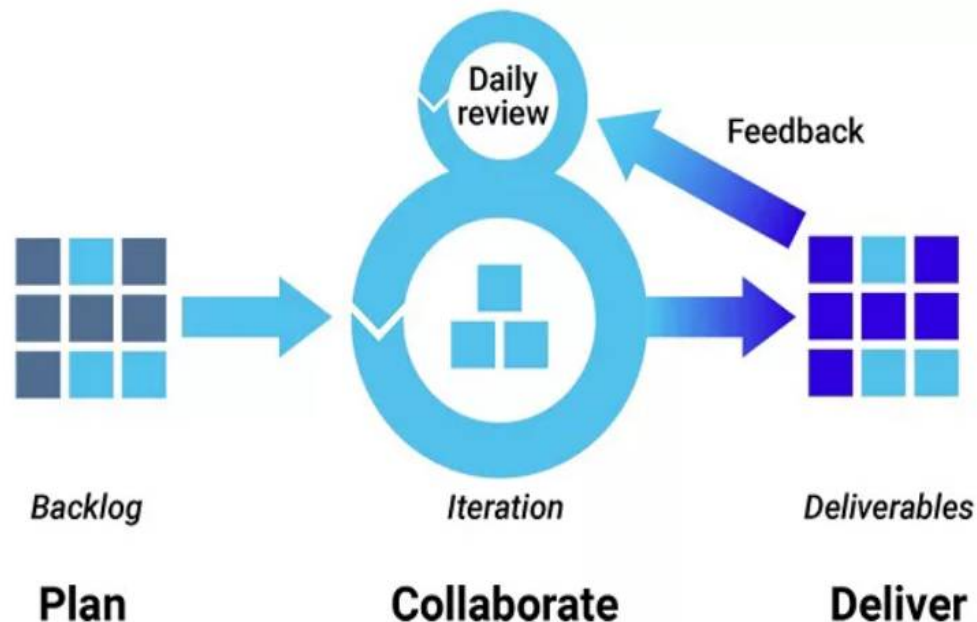 Daily
review
Feedback
Backlog
Iteration
Deliverables
Plan
Collaborate
Deliver